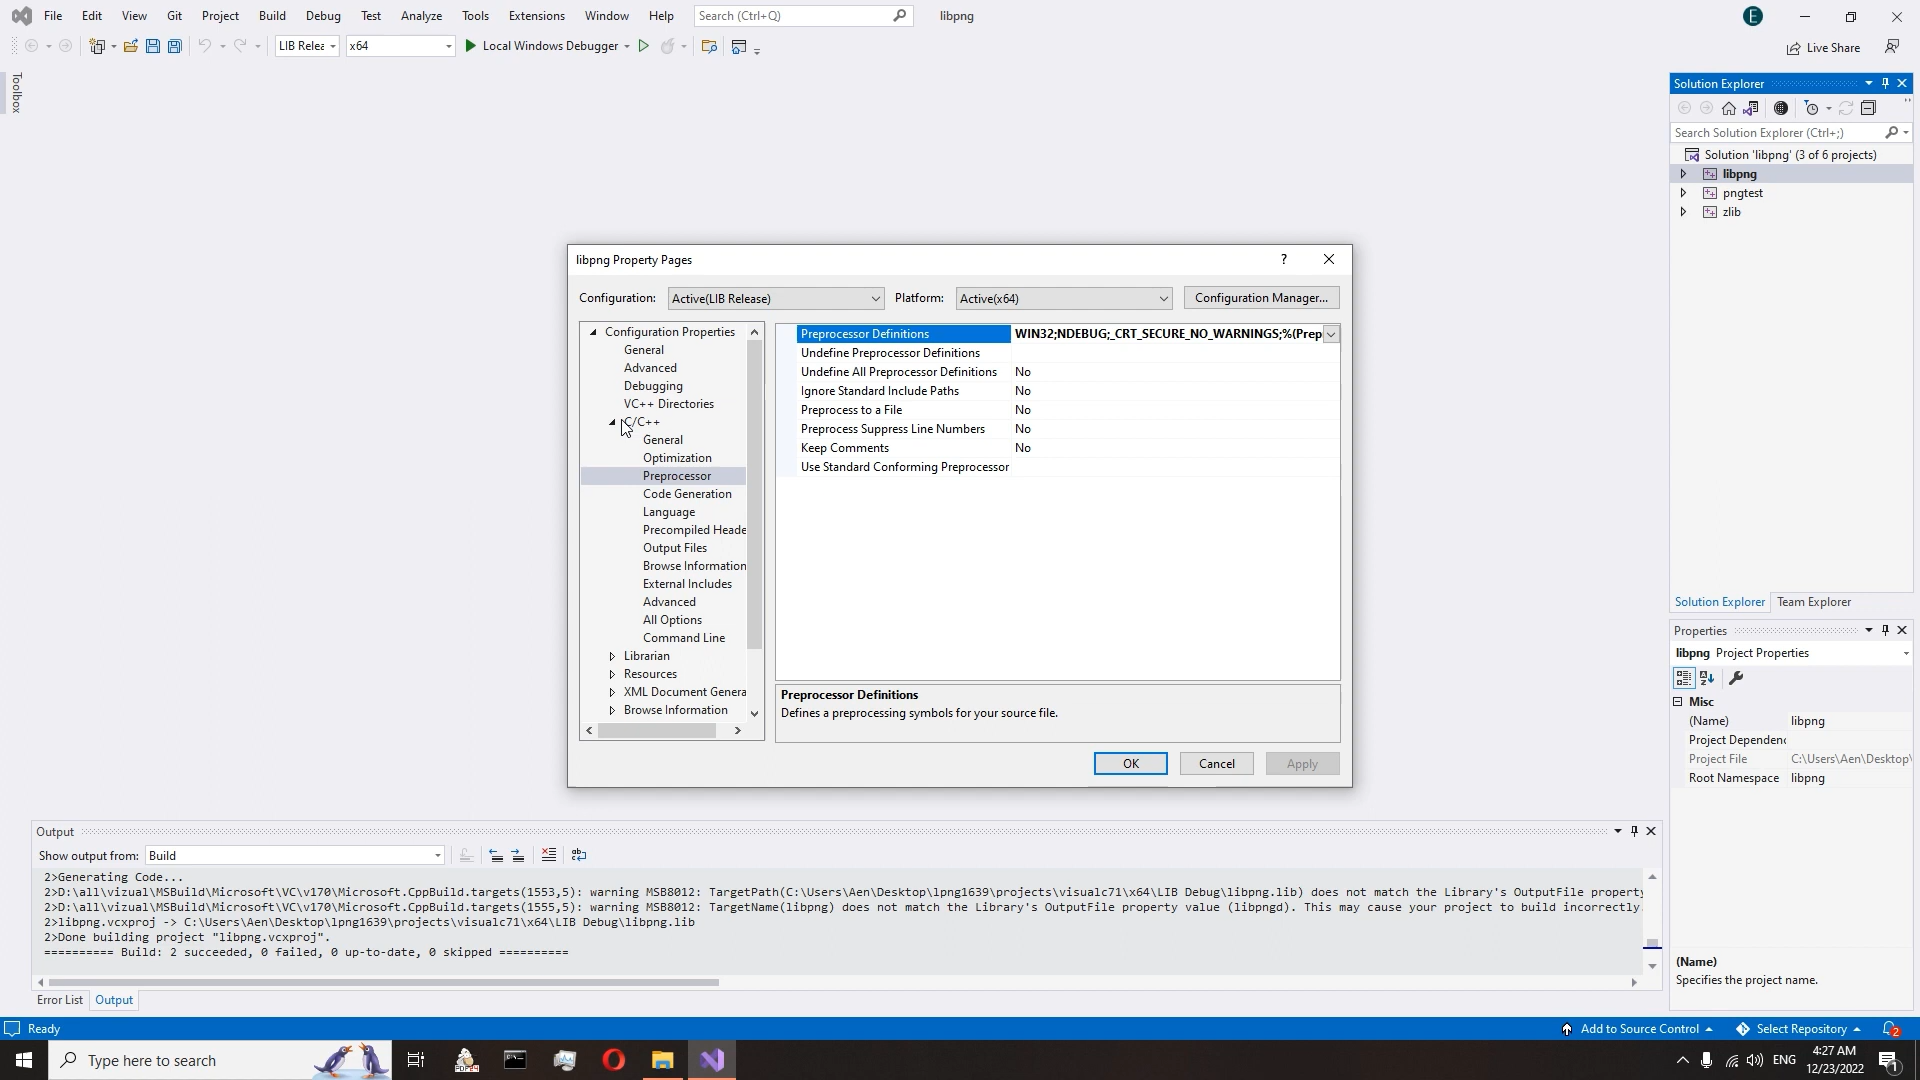 File Edit View Git Project Build Debug Test Analyze Tools Extensions Window Help Search (Ctrl+Q) libpng E
LIB Relea x64 Local Windows Debugger Live Share
Toolbox
Solution Explorer
Search Solution Explorer (Ctrl+;)
Solution 'libpng' (3 of 6 projects)
libpng
pngtest
zlib
Solution Explorer Team Explorer
Properties
libpng Project Properties
Misc
(Name) libpng
Project Dependenc
Project File C:\Users\Aen\Desktop\
Root Namespace libpng
(Name)
Specifies the project name.
libpng Property Pages ?
Configuration: Active(LIB Release) Platform: Active(x64) Configuration Manager...
Configuration Properties
General
Advanced
Debugging
VC++ Directories
C/C++
General
Optimization
Preprocessor
Code Generation
Language
Precompiled Heade
Output Files
Browse Information
External Includes
Advanced
All Options
Command Line
Librarian
Resources
XML Document Genera
Browse Information
Preprocessor Definitions WIN32;NDEBUG;_CRT_SECURE_NO_WARNINGS;%(Prep
Undefine Preprocessor Definitions
Undefine All Preprocessor Definitions No
Ignore Standard Include Paths No
Preprocess to a File No
Preprocess Suppress Line Numbers No
Keep Comments No
Use Standard Conforming Preprocessor
Preprocessor Definitions
Defines a preprocessing symbols for your source file.
OK Cancel Apply
Output
Show output from: Build
2>Generating Code...
2>D:\all\vizual\MSBuild\Microsoft\VC\v170\Microsoft.CppBuild.targets(1553,5): warning MSB8012: TargetPath(C:\Users\Aen\Desktop\lpng1639\projects\visualc71\x64\LIB Debug\libpng.lib) does not match the Library's OutputFile property
2>D:\all\vizual\MSBuild\Microsoft\VC\v170\Microsoft.CppBuild.targets(1555,5): warning MSB8012: TargetName(libpng) does not match the Library's OutputFile property value (libpngd). This may cause your project to build incorrectly.
2>libpng.vcxproj -> C:\Users\Aen\Desktop\lpng1639\projects\visualc71\x64\LIB Debug\libpng.lib
2>Done building project "libpng.vcxproj".
========== Build: 2 succeeded, 0 failed, 0 up-to-date, 0 skipped ==========
Error List Output
Ready Add to Source Control Select Repository 2
Type here to search ENG 4:27 AM
12/23/2022 1